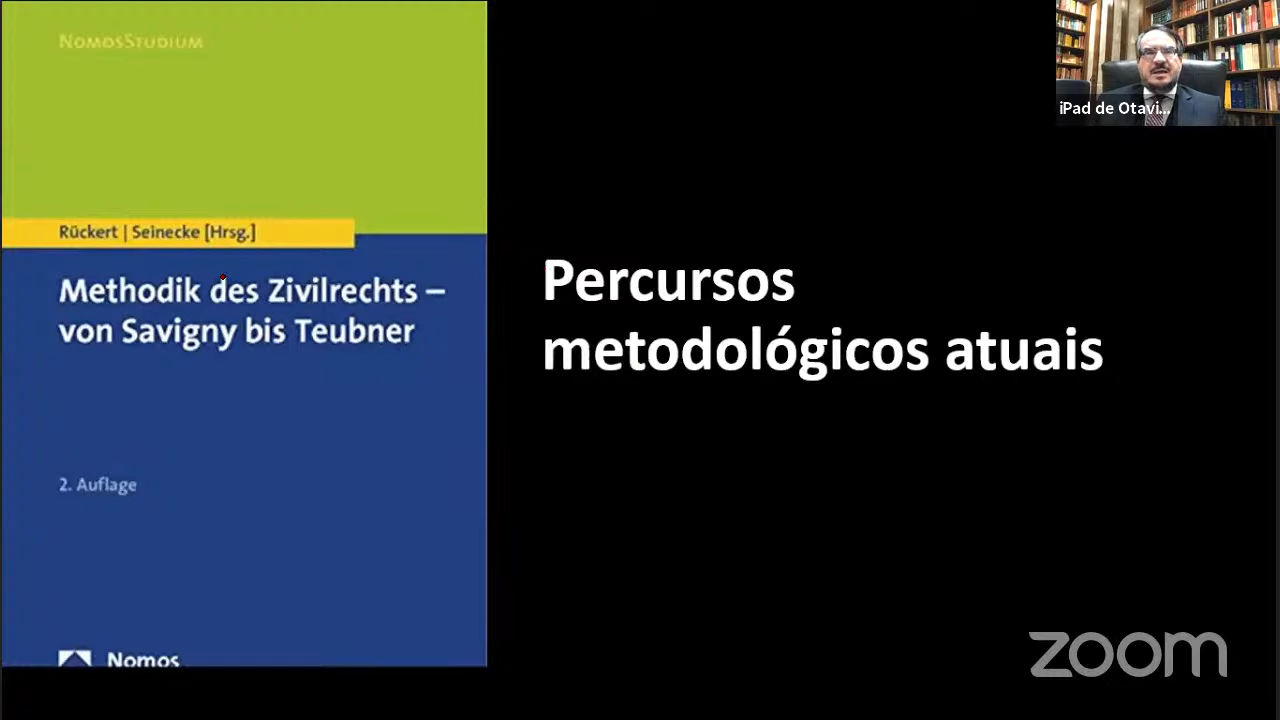 NomosStudium
Rückert | Seinecke [Hrsg.]
Methodik des Zivilrechts –
von Savigny bis Teubner
2. Auflage
Nomos
Percursos
metodológicos atuais
iPad de Otavi...
zoom